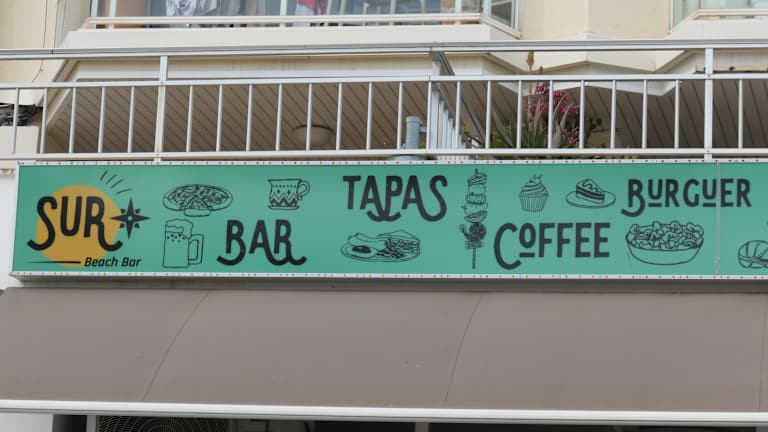 SUR
Beach Bar
BAR
TAPAS
COFFEE
BURGUER